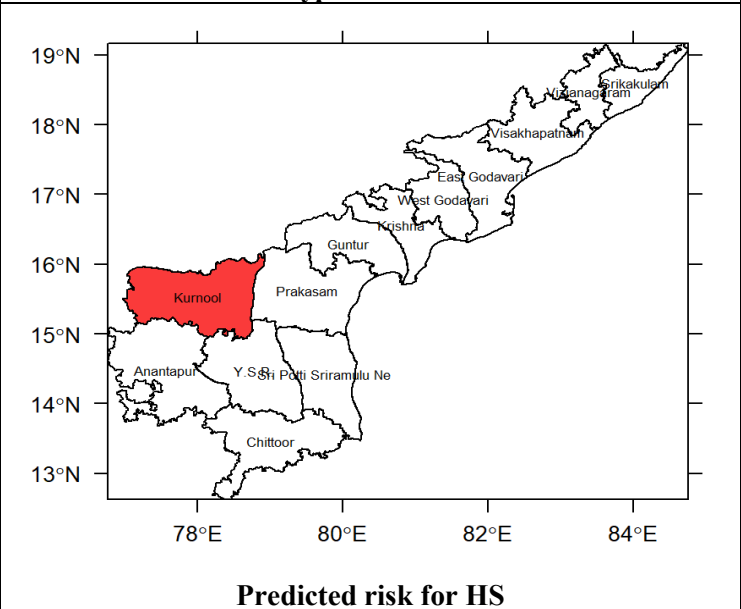 19°N
18°N
17°N
16°N
15°N
14°N
13°N
Srikakulam
Vizianagaram
Visakhapatnam
East Godavari
West Godavari
Krishna
Guntur
Kurnool
Prakasam
Anantapur
Y.S.R.
Sri Potti Sriramulu Ne
Chittoor
78°E 80°E 82°E 84°E
Predicted risk for HS